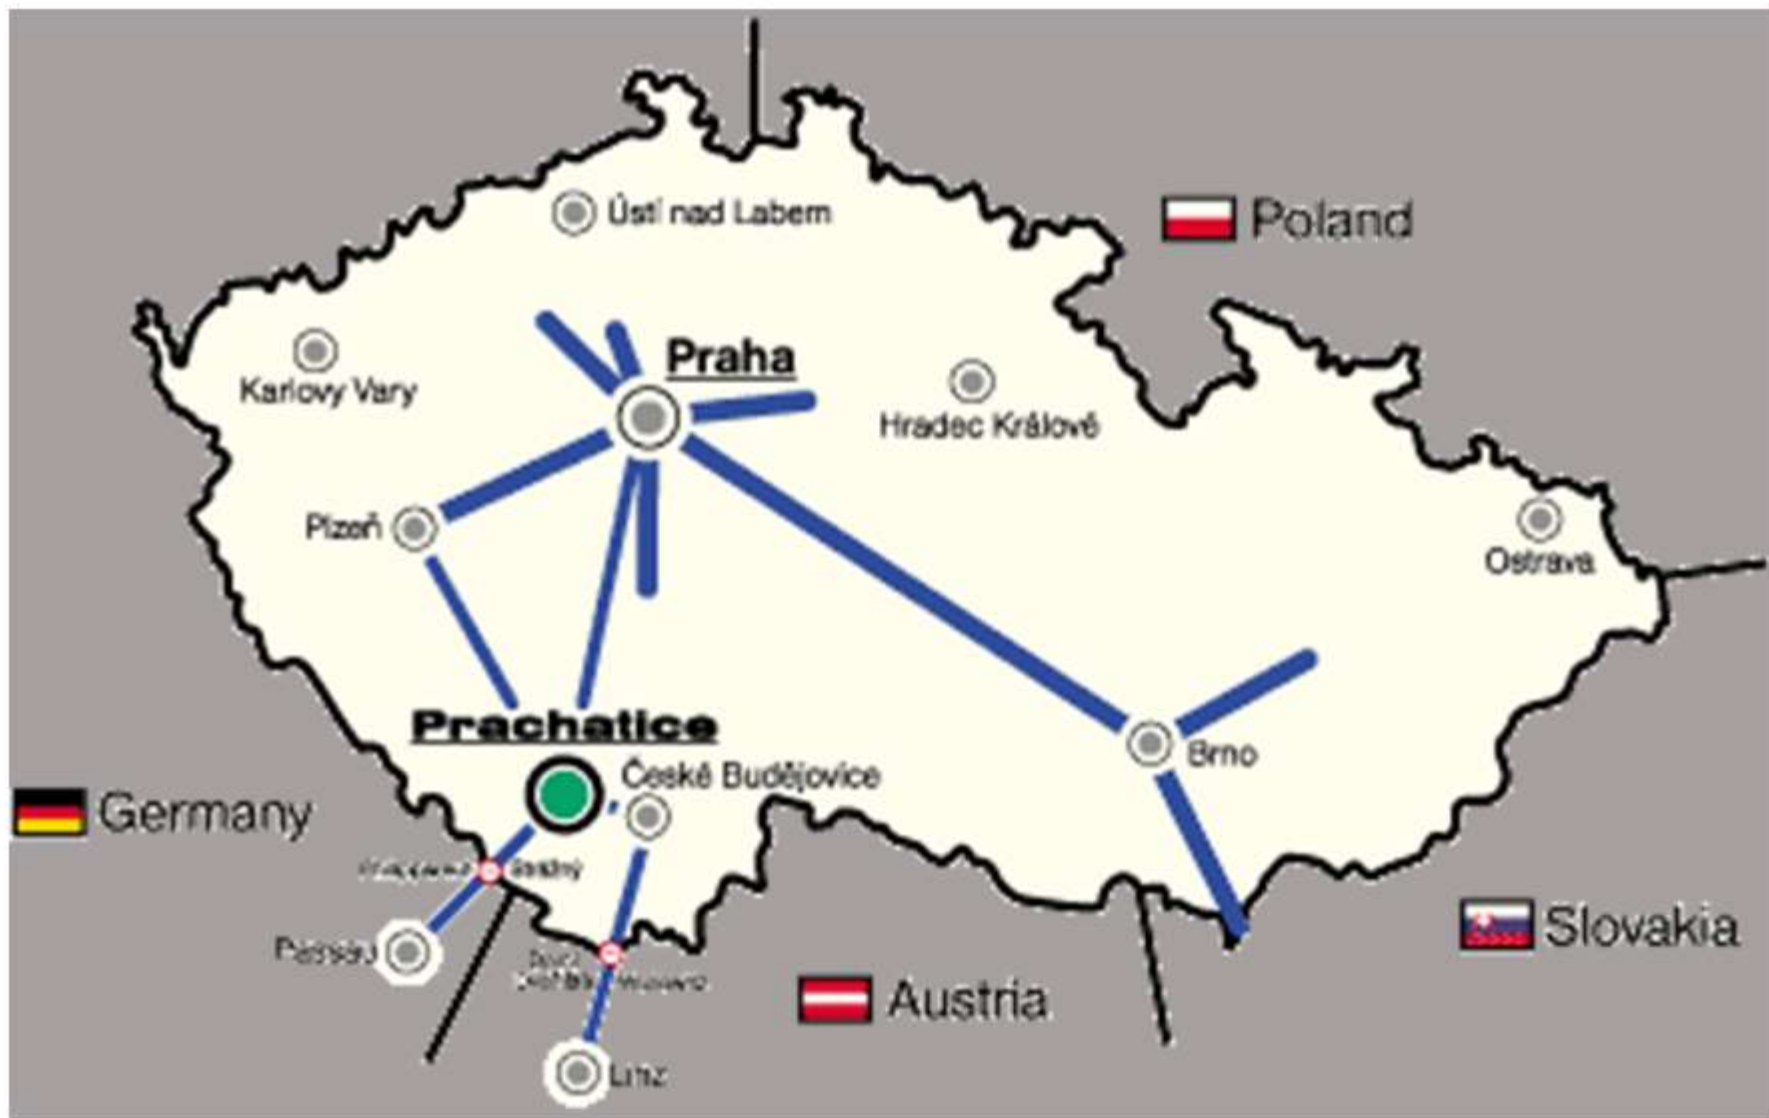 Ústí nad Labem
Poland
Praha
Karlovy Vary
Hradec Králové
Plzeň
Ostrava
Prachatice
České Budějovice
Brno
Germany
Strážný
Slovakia
Passau
Austria
Linz